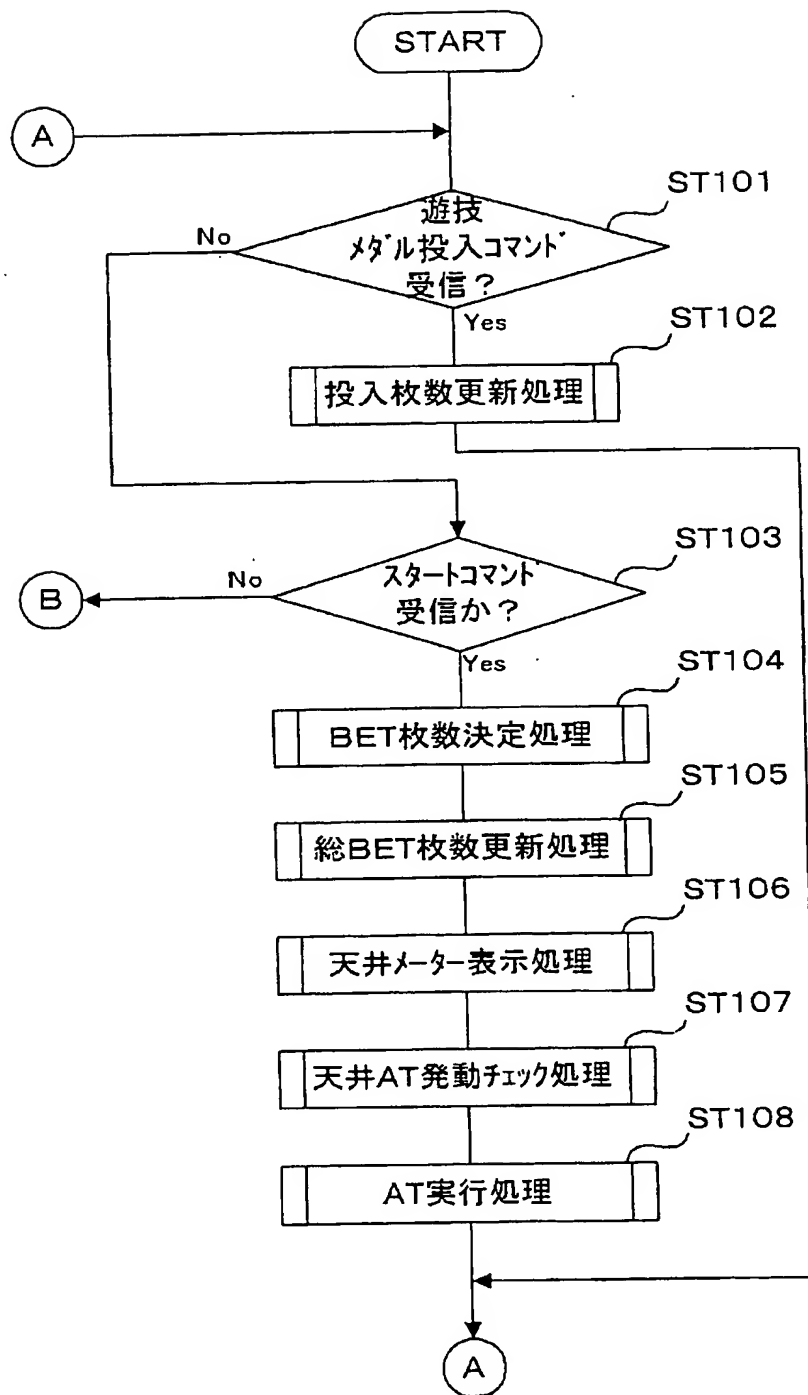 START
A
ST101
遊技
メダル投入コマンド
受信？
No
Yes
ST102
投入枚数更新処理
ST103
スタートコマンド
受信か？
No
B
Yes
ST104
BET枚数決定処理
ST105
総BET枚数更新処理
ST106
天井メーター表示処理
ST107
天井AT発動チェック処理
ST108
AT実行処理
A